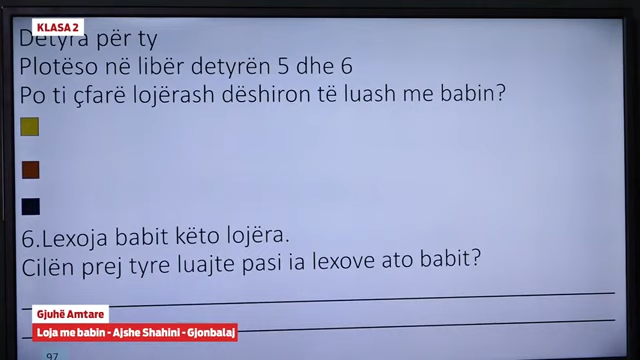 KLASA 2
Detyra për ty
Plotëso në libër detyrën 5 dhe 6
Po ti çfarë lojërash dëshiron të luash me babin?
6.Lexoja babit këto lojëra.
Cilën prej tyre luajte pasi ia lexove ato babit?
Gjuhë Amtare
Loja me babin - Ajshe Shahini - Gjonbalaj
97